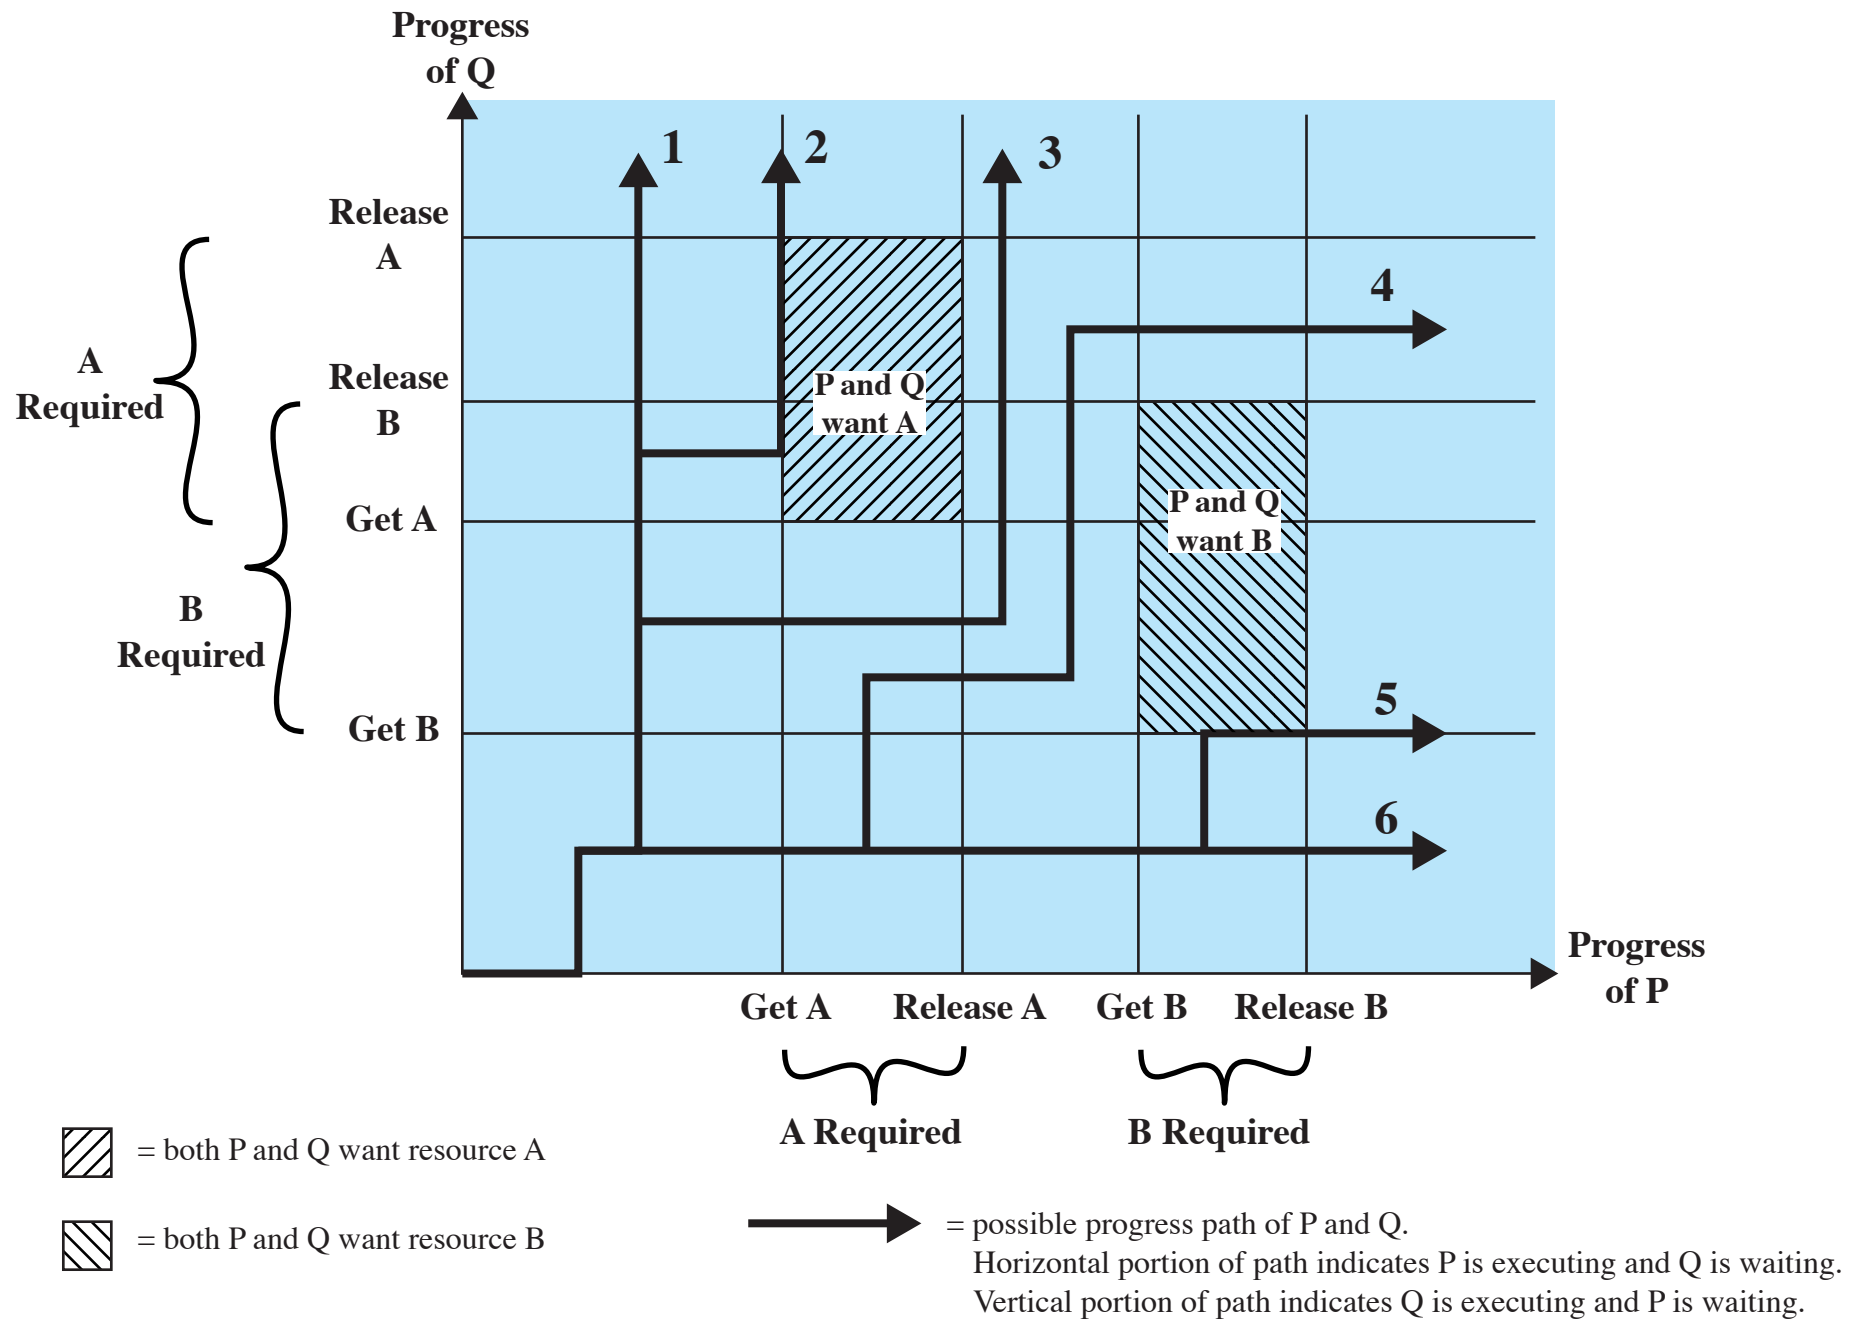 Progress
of Q
1
2
3
Release
A
4
A
Required
Release
B
P and Q
want A
Get A
P and Q
want B
B
Required
Get B
5
6
Progress
of P
Get A
Release A
Get B
Release B
A Required
B Required
= both P and Q want resource A
= both P and Q want resource B
= possible progress path of P and Q.
Horizontal portion of path indicates P is executing and Q is waiting.
Vertical portion of path indicates Q is executing and P is waiting.